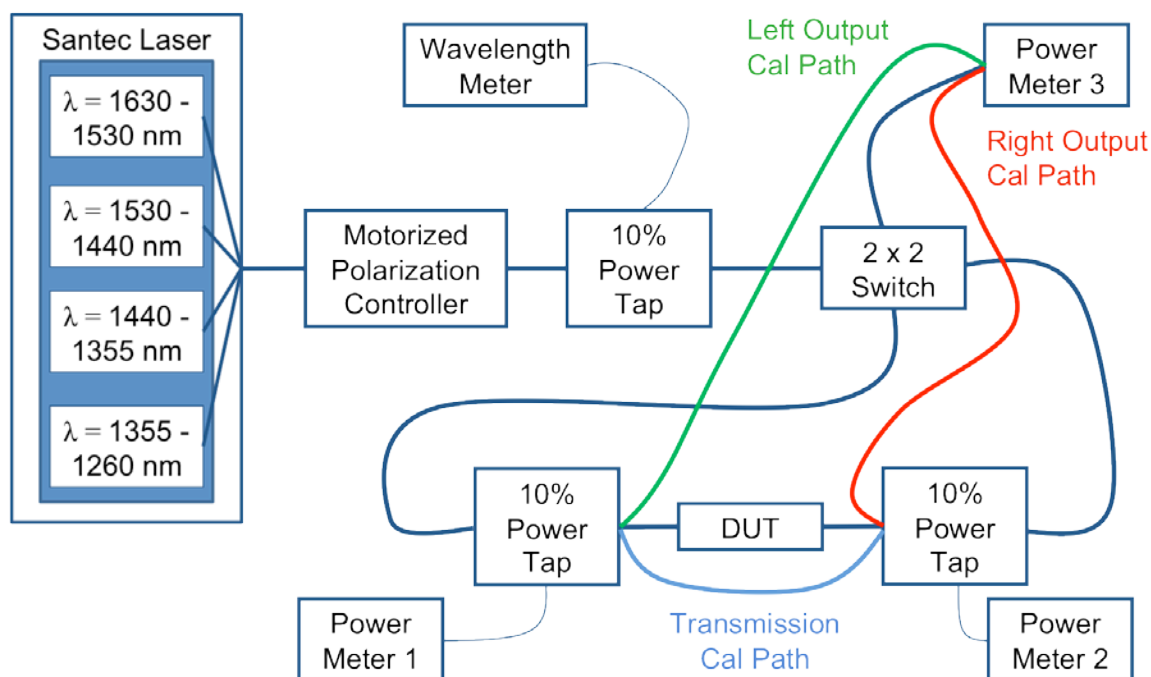 Santec Laser
λ = 1630 -
1530 nm
λ = 1530 -
1440 nm
λ = 1440 -
1355 nm
λ = 1355 -
1260 nm
Wavelength
Meter
Motorized
Polarization
Controller
10%
Power
Tap
Left Output
Cal Path
Power
Meter 3
Right Output
Cal Path
2 x 2
Switch
10%
Power
Tap
DUT
10%
Power
Tap
Power
Meter 1
Transmission
Cal Path
Power
Meter 2